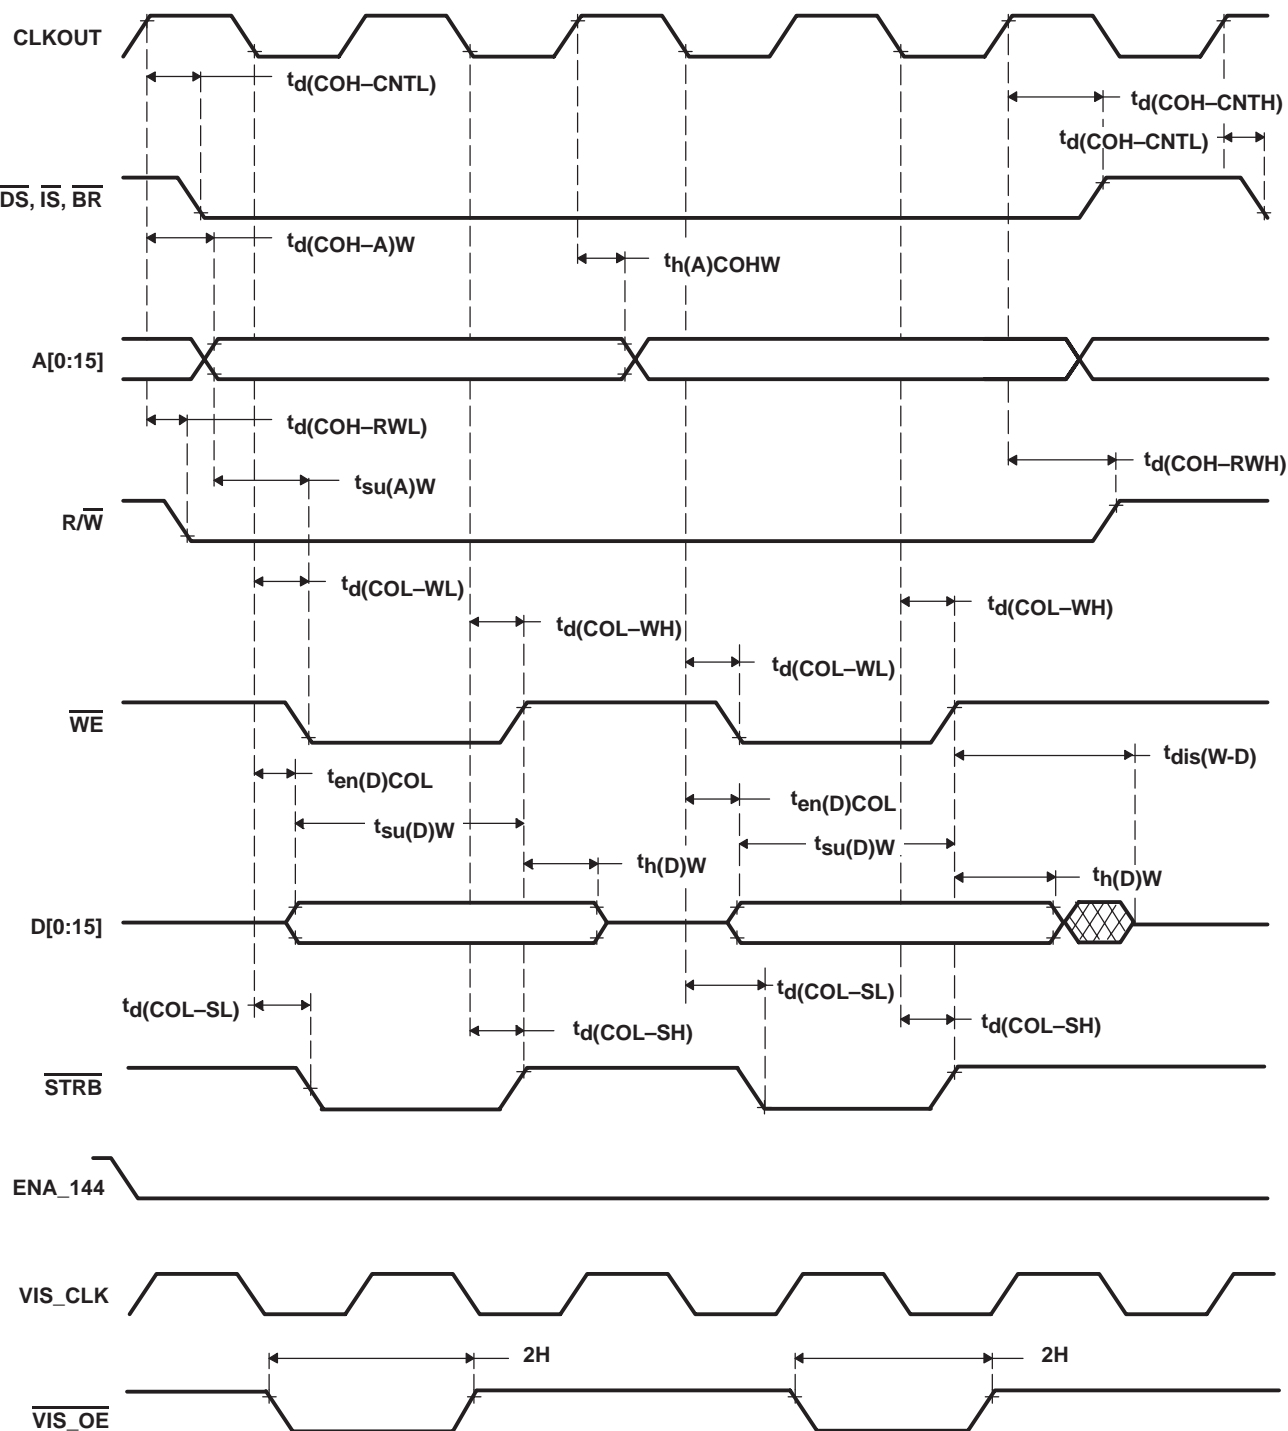 CLKOUT
td(COH–CNTL)
td(COH–CNTH)
td(COH–CNTL)
DS, IS, BR
td(COH–A)W
th(A)COHW
A[0:15]
td(COH–RWL)
td(COH–RWH)
tsu(A)W
R/W
td(COL–WL)
td(COL–WH)
td(COL–WH)
td(COL–WL)
WE
tdis(W-D)
ten(D)COL
ten(D)COL
tsu(D)W
tsu(D)W
th(D)W
th(D)W
D[0:15]
td(COL–SL)
td(COL–SL)
td(COL–SH)
td(COL–SH)
STRB
ENA_144
VIS_CLK
2H
2H
VIS_OE